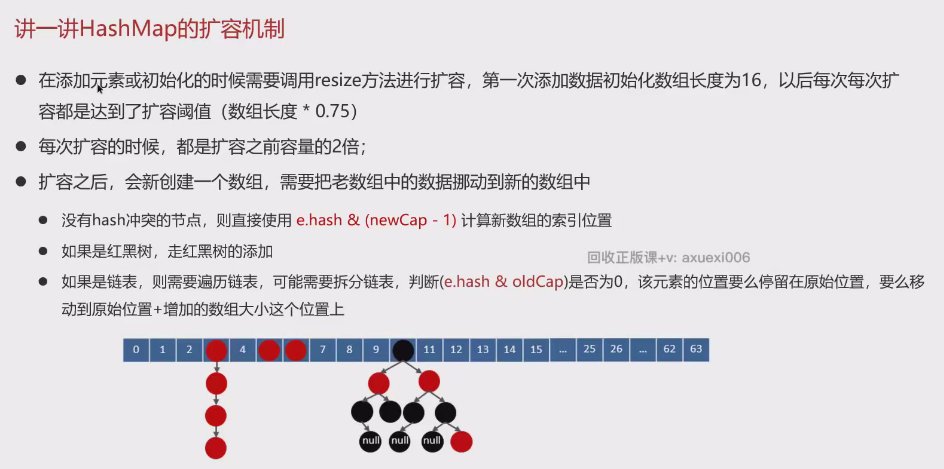 讲一讲HashMap的扩容机制
在添加元素或初始化的时候需要调用resize方法进行扩容，第一次添加数据初始化数组长度为16，以后每次每次扩
容都是达到了扩容阈值（数组长度 * 0.75）
每次扩容的时候，都是扩容之前容量的2倍；
扩容之后，会新创建一个数组，需要把老数组中的数据挪动到新的数组中
没有hash冲突的节点，则直接使用 e.hash & (newCap - 1) 计算新数组的索引位置
如果是红黑树，走红黑树的添加
回收正版课+v: axuexi006
如果是链表，则需要遍历链表，可能需要拆分链表，判断(e.hash & oldCap)是否为0，该元素的位置要么停留在原始位置，要么移
动到原始位置+增加的数组大小这个位置上
0 1 2 4 7 8 9 11 12 13 14 15 ... 25 26 ... 62 63
null null null